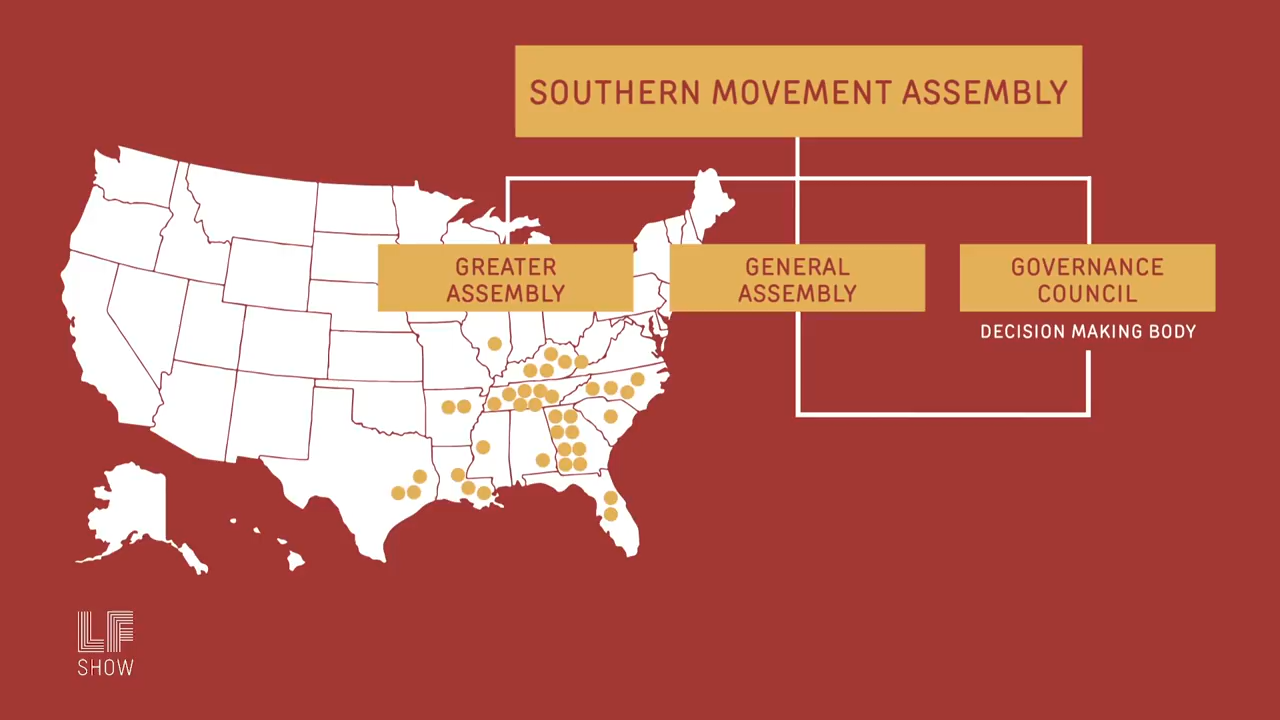 SOUTHERN MOVEMENT ASSEMBLY
GREATER
ASSEMBLY
GENERAL
ASSEMBLY
GOVERNANCE
COUNCIL
DECISION MAKING BODY
LF
SHOW